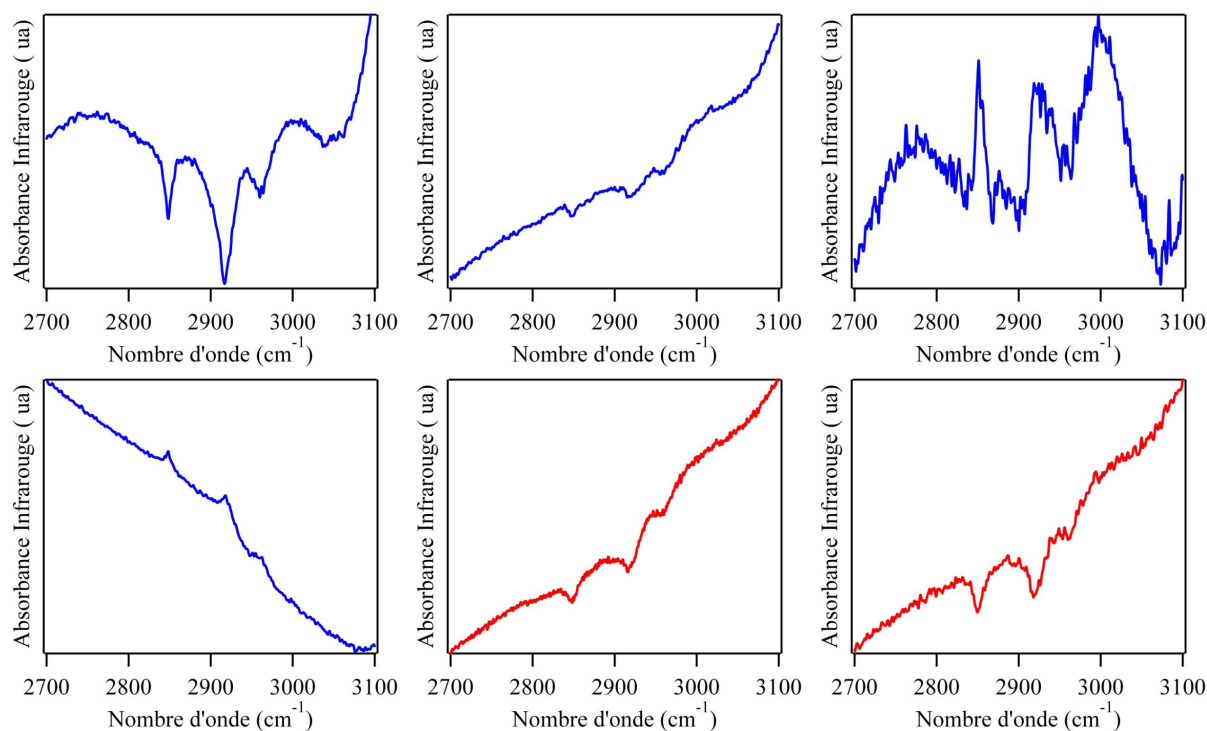 Absorbance Infrarouge ( ua)
2700 2800 2900 3000 3100
Nombre d'onde (cm-1)
Absorbance Infrarouge ( ua)
2700 2800 2900 3000 3100
Nombre d'onde (cm-1)
Absorbance Infrarouge ( ua)
2700 2800 2900 3000 3100
Nombre d'onde (cm-1)
Absorbance Infrarouge ( ua)
2700 2800 2900 3000 3100
Nombre d'onde (cm-1)
Absorbance Infrarouge ( ua)
2700 2800 2900 3000 3100
Nombre d'onde (cm-1)
Absorbance Infrarouge ( ua)
2700 2800 2900 3000 3100
Nombre d'onde (cm-1)